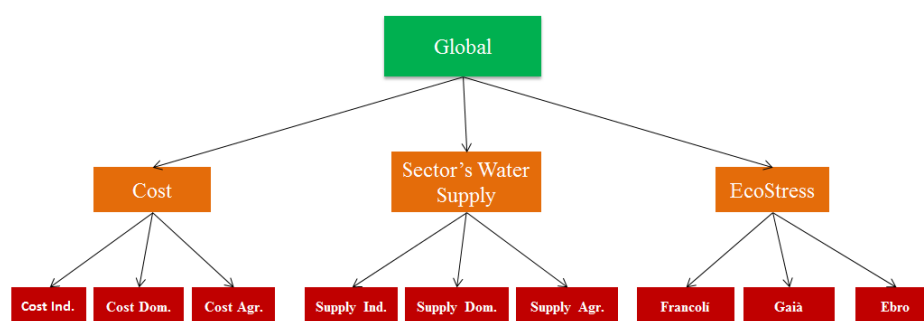 Global
Cost
Sector's Water
Supply
EcoStress
Cost Ind.
Cost Dom.
Cost Agr.
Supply Ind.
Supply Dom.
Supply Agr.
Francolí
Gaià
Ebro